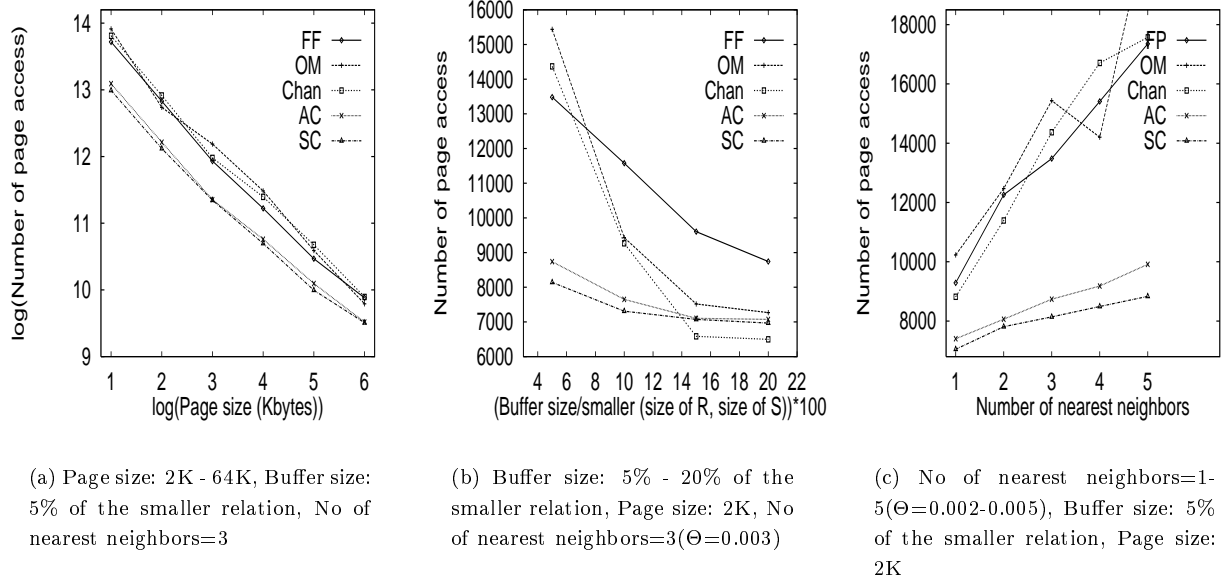 log(Number of page access)
14
13
12
11
10
9
1 2 3 4 5 6
log(Page size (Kbytes))
FF
OM
Chan
AC
SC
Number of page access
16000
15000
14000
13000
12000
11000
10000
9000
8000
7000
6000
4 6 8 10 12 14 16 18 20 22
(Buffer size/smaller (size of R, size of S))*100
FF
OM
Chan
AC
SC
Number of page access
18000
16000
14000
12000
10000
8000
1 2 3 4 5
Number of nearest neighbors
FP
OM
Chan
AC
SC
(a) Page size: 2K - 64K, Buffer size:
5% of the smaller relation, No of
nearest neighbors=3
(b) Buffer size: 5% - 20% of the
smaller relation, Page size: 2K, No
of nearest neighbors=3(Θ=0.003)
(c) No of nearest neighbors=1-
5(Θ=0.002-0.005), Buffer size: 5%
of the smaller relation, Page size:
2K